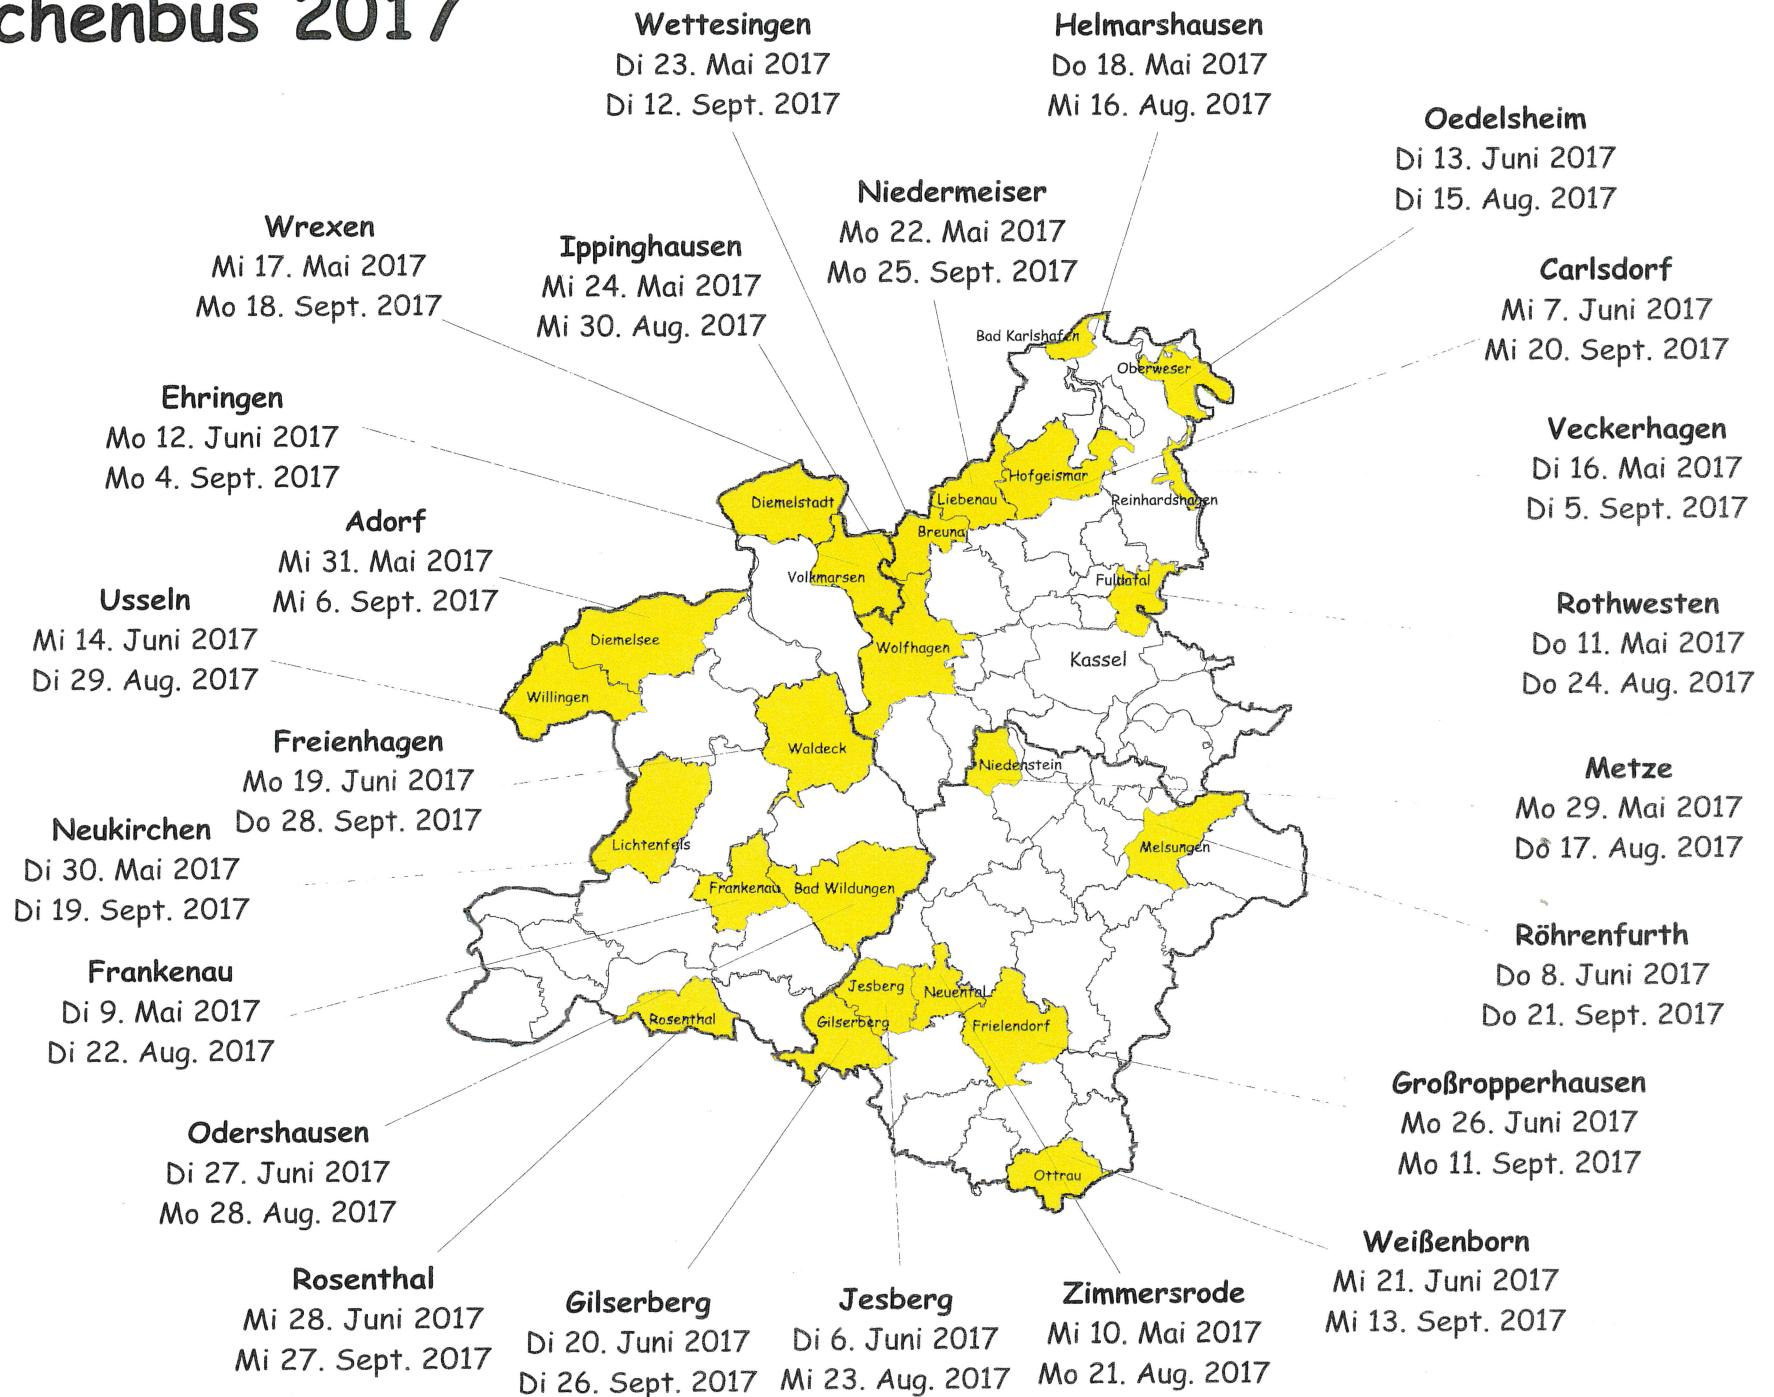 chenbus 2017
Wettesingen
Di 23. Mai 2017
Di 12. Sept. 2017
Helmarshausen
Do 18. Mai 2017
Mi 16. Aug. 2017
Oedelsheim
Di 13. Juni 2017
Di 15. Aug. 2017
Niedermeiser
Mo 22. Mai 2017
Mo 25. Sept. 2017
Wrexen
Mi 17. Mai 2017
Mo 18. Sept. 2017
Ippinghausen
Mi 24. Mai 2017
Mi 30. Aug. 2017
Carlsdorf
Mi 7. Juni 2017
Mi 20. Sept. 2017
Ehringen
Mo 12. Juni 2017
Mo 4. Sept. 2017
Veckerhagen
Di 16. Mai 2017
Di 5. Sept. 2017
Adorf
Mi 31. Mai 2017
Mi 6. Sept. 2017
Usseln
Mi 14. Juni 2017
Di 29. Aug. 2017
Rothwesten
Do 11. Mai 2017
Do 24. Aug. 2017
Freienhagen
Mo 19. Juni 2017
Do 28. Sept. 2017
Metze
Mo 29. Mai 2017
Do 17. Aug. 2017
Neukirchen
Di 30. Mai 2017
Di 19. Sept. 2017
Röhrenfurth
Do 8. Juni 2017
Do 21. Sept. 2017
Frankenau
Di 9. Mai 2017
Di 22. Aug. 2017
Großropperhausen
Mo 26. Juni 2017
Mo 11. Sept. 2017
Odershausen
Di 27. Juni 2017
Mo 28. Aug. 2017
Weißenborn
Mi 21. Juni 2017
Mi 13. Sept. 2017
Rosenthal
Mi 28. Juni 2017
Mi 27. Sept. 2017
Gilserberg
Di 20. Juni 2017
Di 26. Sept. 2017
Jesberg
Di 6. Juni 2017
Mi 23. Aug. 2017
Zimmersrode
Mi 10. Mai 2017
Mo 21. Aug. 2017
Bad Karlshafen
Oberweser
Hofgeismar
Liebenau
Reinhardshagen
Diemelstadt
Breuna
Volkmarsen
Fuldatal
Diemelsee
Wolfhagen
Kassel
Willingen
Waldeck
Niedenstein
Lichtenfels
Melsungen
Frankenau
Bad Wildungen
Jesberg
Neuental
Rosenthal
Gilserberg
Frielendorf
Ottrau